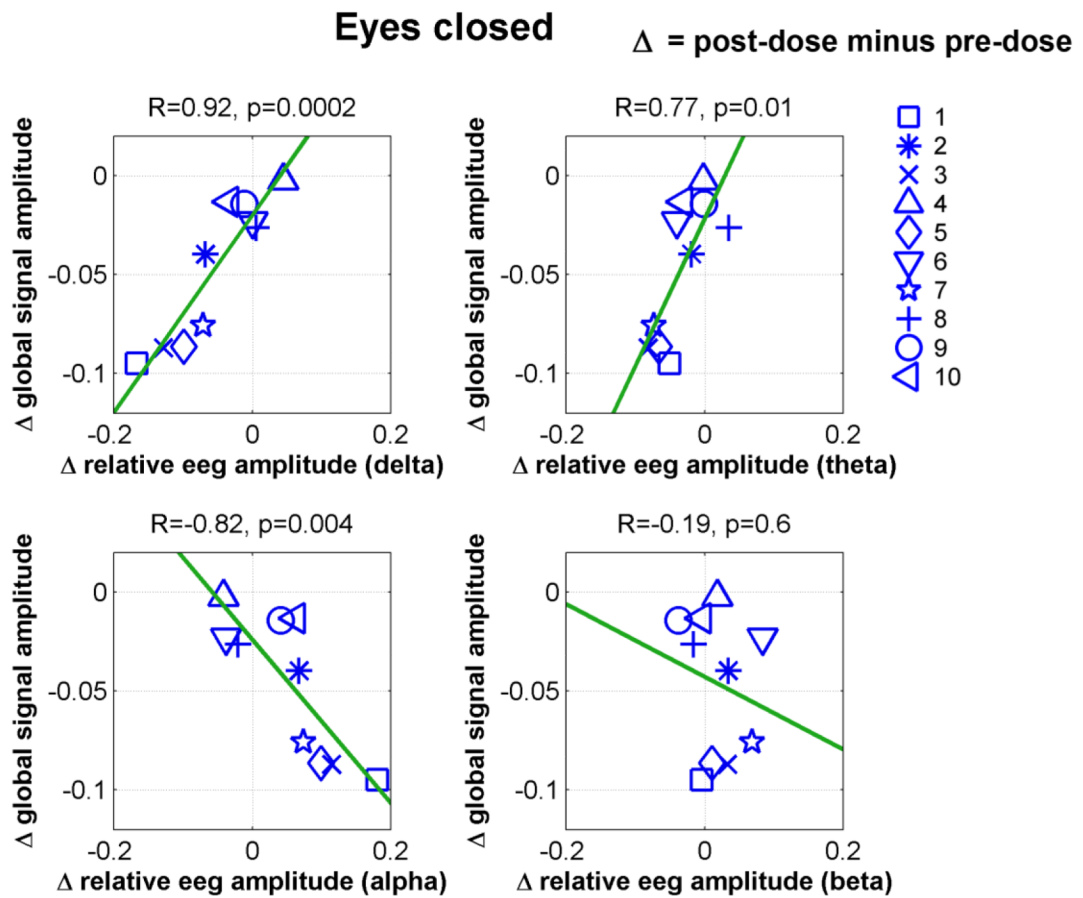 Eyes closed
Δ = post-dose minus pre-dose
R=0.92, p=0.0002
Δ global signal amplitude
0
-0.05
-0.1
-0.2
0
0.2
Δ relative eeg amplitude (delta)
R=0.77, p=0.01
Δ global signal amplitude
0
-0.05
-0.1
-0.2
0
0.2
Δ relative eeg amplitude (theta)
1
2
3
4
5
6
7
8
9
10
R=-0.82, p=0.004
Δ global signal amplitude
0
-0.05
-0.1
-0.2
0
0.2
Δ relative eeg amplitude (alpha)
R=-0.19, p=0.6
Δ global signal amplitude
0
-0.05
-0.1
-0.2
0
0.2
Δ relative eeg amplitude (beta)